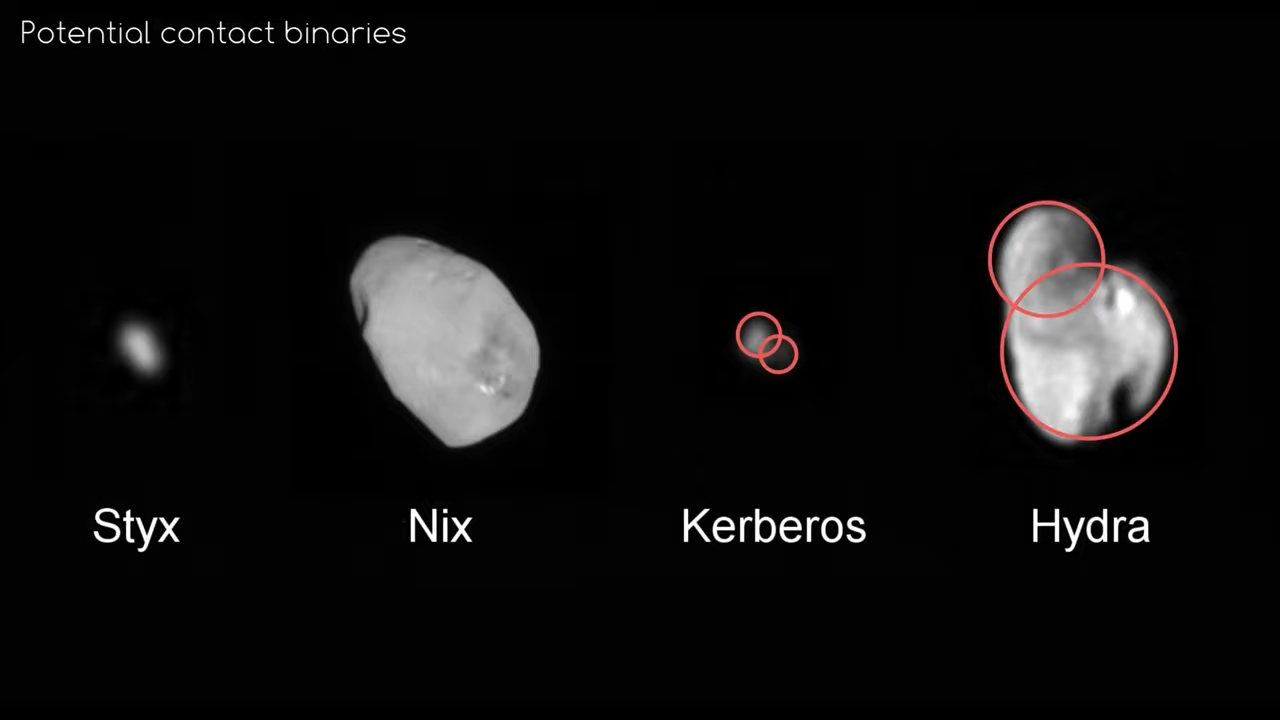 Potential contact binaries
Styx
Nix
Kerberos
Hydra